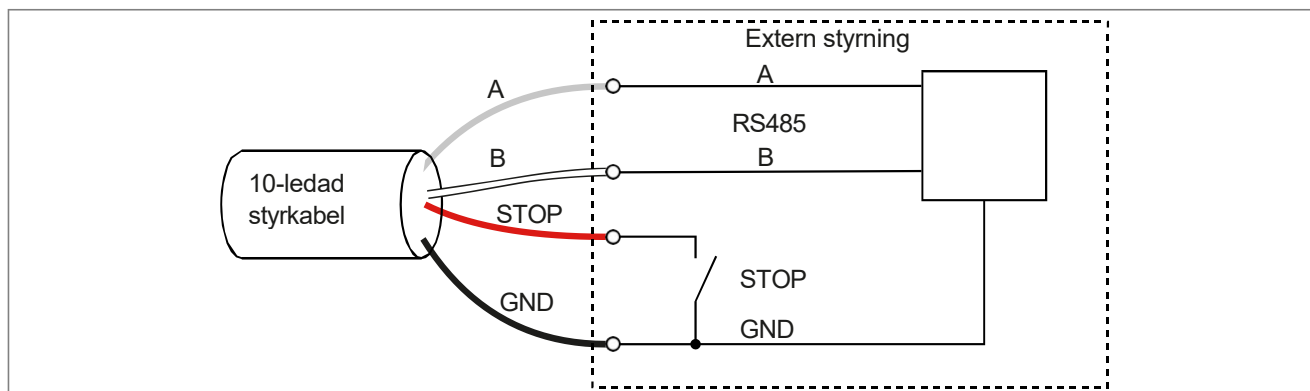 Extern styrning
A
A
RS485
B
B
10-ledad
styrkabel
STOP
STOP
GND
GND